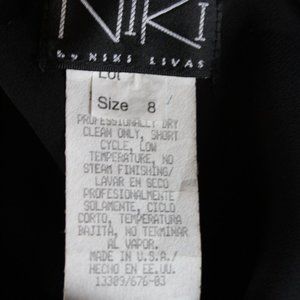 NIKI
by NIKI LIVAS
Lot
Size 8
PROFESSIONALLY DRY
CLEAN ONLY, SHORT
CYCLE, LOW
TEMPERATURE, NO
STEAM FINISHING/
LAVAR EN SECO
PROFESIONALMENTE
SOLAMENTE, CICLO
CORTO, TEMPERATURA
BAJITA, NO TERMINAR
AL VAPOR.
MADE IN U.S.A./
HECHO EN EE.UU.
13309/676-03